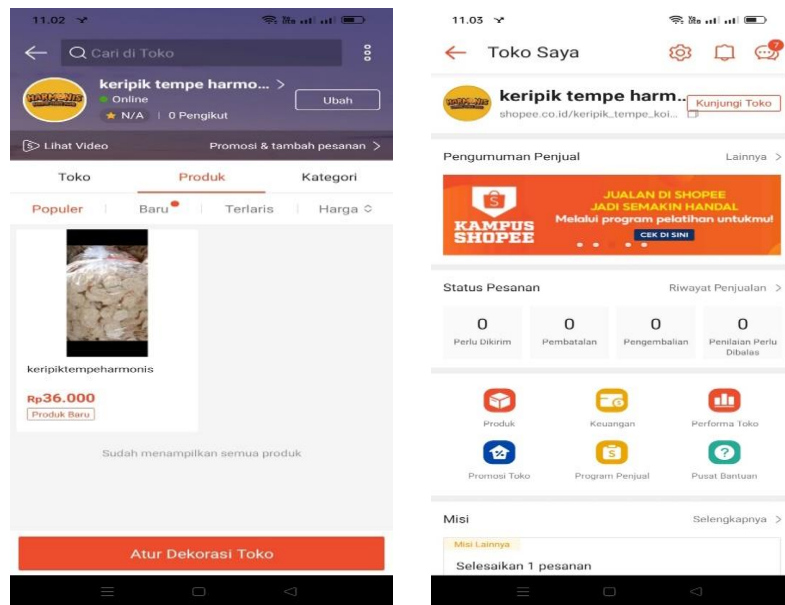 11.02
Cari di Toko
keripik tempe harmo... >
HARMONIS
Online
Ubah
N/A | 0 Pengikut
Lihat Video
Promosi & tambah pesanan >
Toko
Produk
Kategori
Populer
Baru
Terlaris
Harga
keripiktempeharmonis
Rp36.000
Produk Baru
Sudah menampilkan semua produk
Atur Dekorasi Toko
11.03
Toko Saya
7
HARMONIS
keripik tempe harm..
Kunjungi Toko
shopee.co.id/keripik_tempe_koi...
Pengumuman Penjual
Lainnya >
KAMPUS
SHOPEE
JUALAN DI SHOPEE
JADI SEMAKIN HANDAL
Melalui program pelatihan untukmu!
CEK DI SINI
Status Pesanan
Riwayat Penjualan >
0
Perlu Dikirim
0
Pembatalan
0
Pengembalian
0
Penilaian Perlu
Dibalas
Produk
Keuangan
Performa Toko
Promosi Toko
Program Penjual
Pusat Bantuan
Misi
Selengkapnya >
Misi Lainnya
Selesaikan 1 pesanan